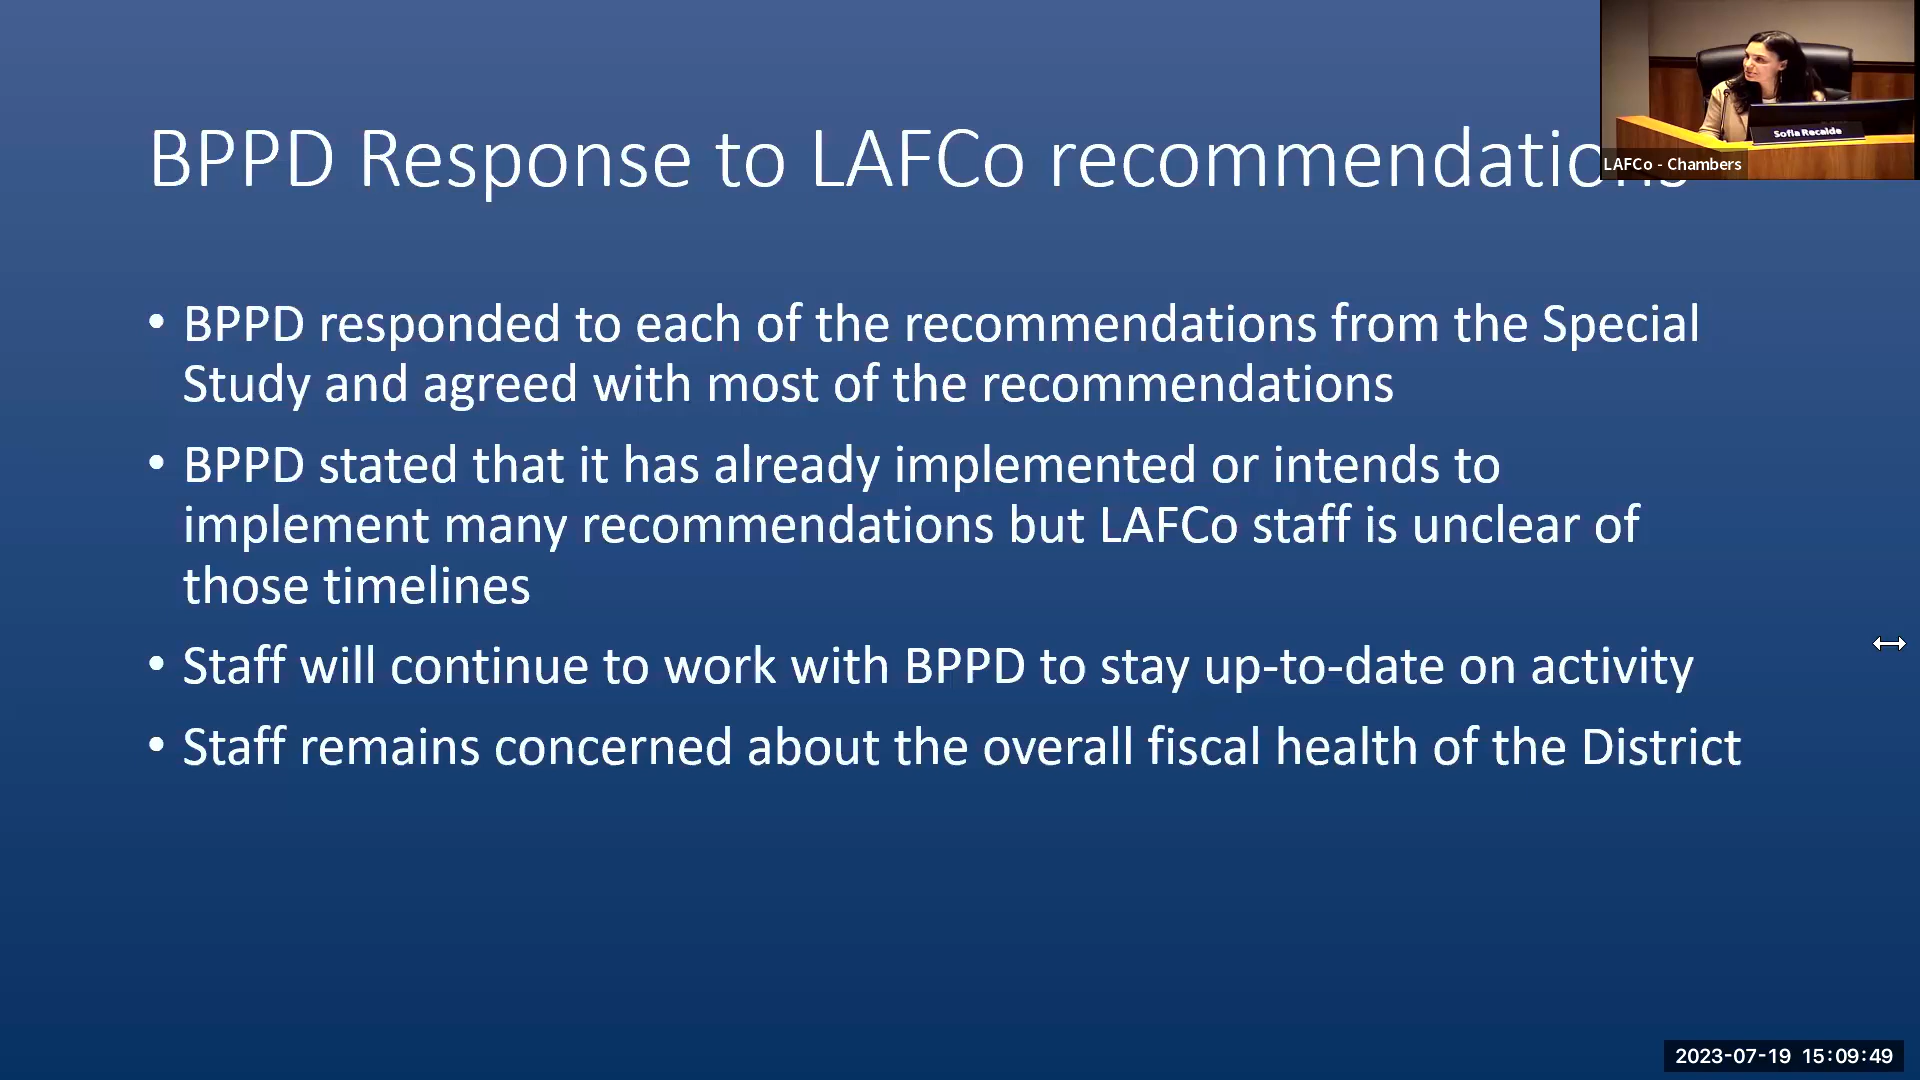 BPPD Response to LAFCo recommendations
Sofia Recalde
LAFCo - Chambers
• BPPD responded to each of the recommendations from the Special
Study and agreed with most of the recommendations
• BPPD stated that it has already implemented or intends to
implement many recommendations but LAFCo staff is unclear of
those timelines
• Staff will continue to work with BPPD to stay up-to-date on activity
• Staff remains concerned about the overall fiscal health of the District
2023-07-19 15:09:49